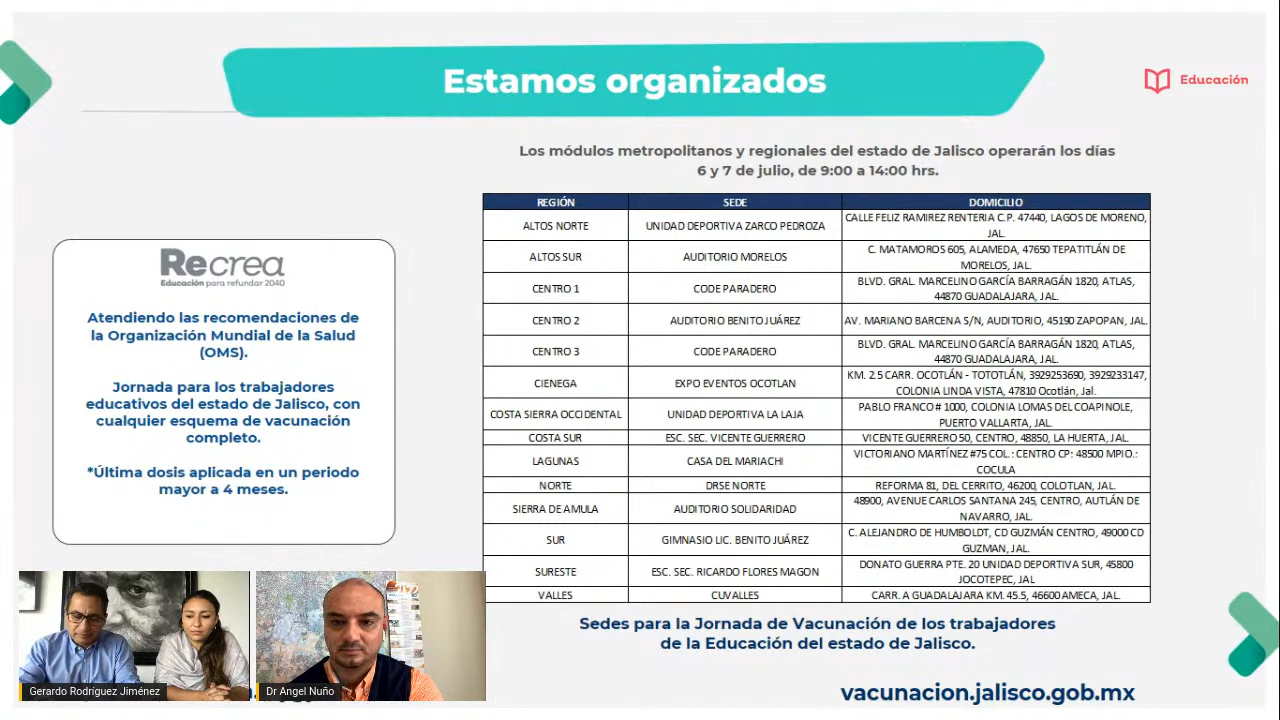 Estamos organizados
Educación
Los módulos metropolitanos y regionales del estado de Jalisco operarán los días
6 y 7 de julio, de 9:00 a 14:00 hrs.
Recrea
Educación para refundar 2040
Atendiendo las recomendaciones de
la Organización Mundial de la Salud
(OMS).
Jornada para los trabajadores
educativos del estado de Jalisco, con
cualquier esquema de vacunación
completo.
*Última dosis aplicada en un periodo
mayor a 4 meses.
REGIÓN SEDE DOMICILIO
ALTOS NORTE UNIDAD DEPORTIVA ZARCO PEDROZA CALLE FELIZ RAMIREZ RENTERIA C.P. 47440, LAGOS DE MORENO,
JAL.
ALTOS SUR AUDITORIO MORELOS C. MATAMOROS 605, ALAMEDA, 47650 TEPATITLÁN DE
MORELOS, JAL.
CENTRO 1 CODE PARADERO BLVD. GRAL. MARCELINO GARCÍA BARRAGÁN 1820, ATLAS,
44870 GUADALAJARA, JAL.
CENTRO 2 AUDITORIO BENITO JUÁREZ AV. MARIANO BARCENA S/N, AUDITORIO, 45190 ZAPOPAN, JAL.
CENTRO 3 CODE PARADERO BLVD. GRAL. MARCELINO GARCÍA BARRAGÁN 1820, ATLAS,
44870 GUADALAJARA, JAL.
CIENEGA EXPO EVENTOS OCOTLAN KM. 2.5 CARR. OCOTLÁN - TOTOTLÁN, 3929253690, 3929233147,
COLONIA LINDA VISTA, 47810 Ocotlán, Jal.
COSTA SIERRA OCCIDENTAL UNIDAD DEPORTIVA LA LAJA PABLO FRANCO # 1000, COLONIA LOMAS DEL COAPINOLE,
PUERTO VALLARTA, JAL.
COSTA SUR ESC. SEC. VICENTE GUERRERO VICENTE GUERRERO 50, CENTRO, 48850, LA HUERTA, JAL.
LAGUNAS CASA DEL MARIACHI VICTORIANO MARTÍNEZ #75 COL.: CENTRO CP: 48500 MPIO.:
COCULA
NORTE DRSE NORTE REFORMA 81, DEL CERRITO, 46200, COLOTLAN, JAL.
SIERRA DE AMULA AUDITORIO SOLIDARIDAD 48900, AVENUE CARLOS SANTANA 245, CENTRO, AUTLÁN DE
NAVARRO, JAL.
SUR GIMNASIO LIC. BENITO JUÁREZ C. ALEJANDRO DE HUMBOLDT, CD GUZMÁN CENTRO, 49000 CD
GUZMAN, JAL.
SURESTE ESC. SEC. RICARDO FLORES MAGON DONATO GUERRA PTE. 20 UNIDAD DEPORTIVA SUR, 45800
JOCOTEPEC, JAL
VALLES CUVALLES CARR. A GUADALAJARA KM. 45.5, 46600 AMECA, JAL.
Sedes para la Jornada de Vacunación de los trabajadores
de la Educación del estado de Jalisco.
vacunacion.jalisco.gob.mx
Gerardo Rodríguez Jiménez
Dr Angel Nuño